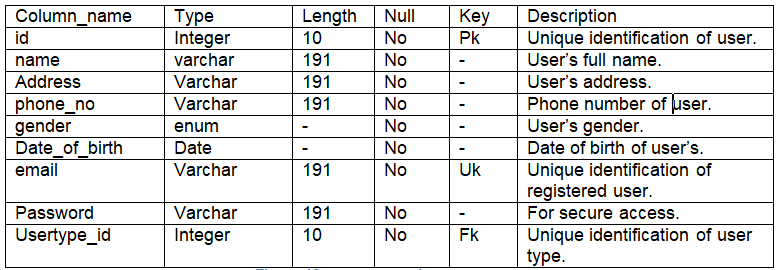 Column_name Type Length Null Key Description
id Integer 10 No Pk Unique identification of user.
name varchar 191 No - User's full name.
Address Varchar 191 No - User's address.
phone_no Varchar 191 No - Phone number of user.
gender enum - No - User's gender.
Date_of_birth Date - No - Date of birth of user's.
email Varchar 191 No Uk Unique identification of
registered user.
Password Varchar 191 No - For secure access.
Usertype_id Integer 10 No Fk Unique identification of user
type.